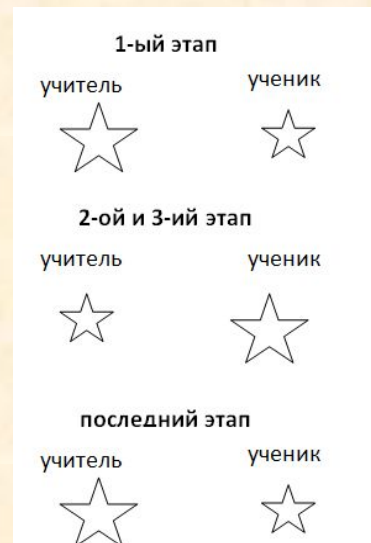 1-ый этап
учитель ученик
2-ой и 3-ий этап
учитель ученик
последний этап
учитель ученик